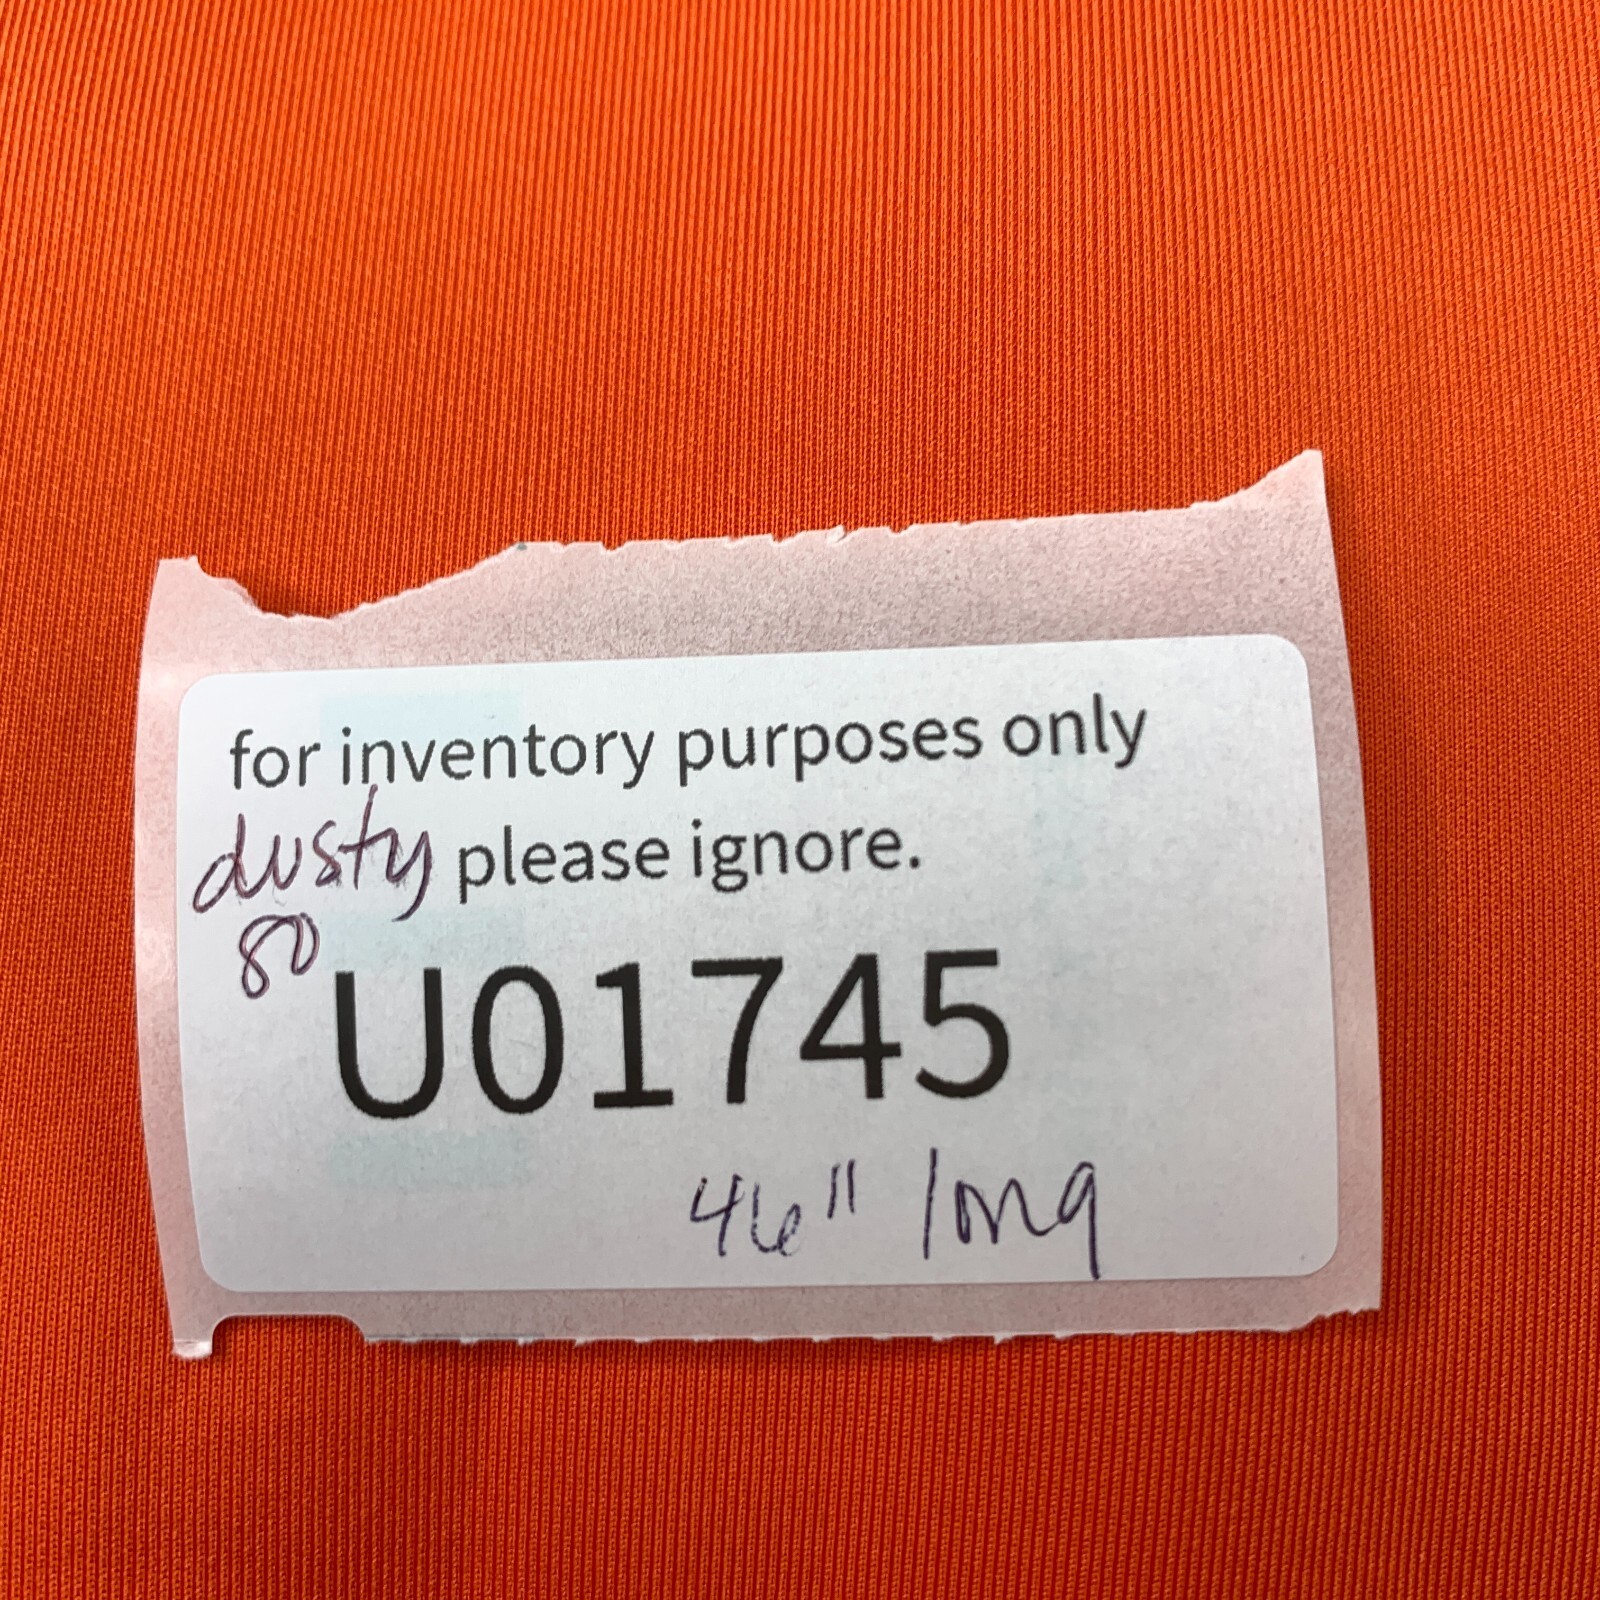 for inventory purposes only
dusty please ignore.
80
U01745
46" long